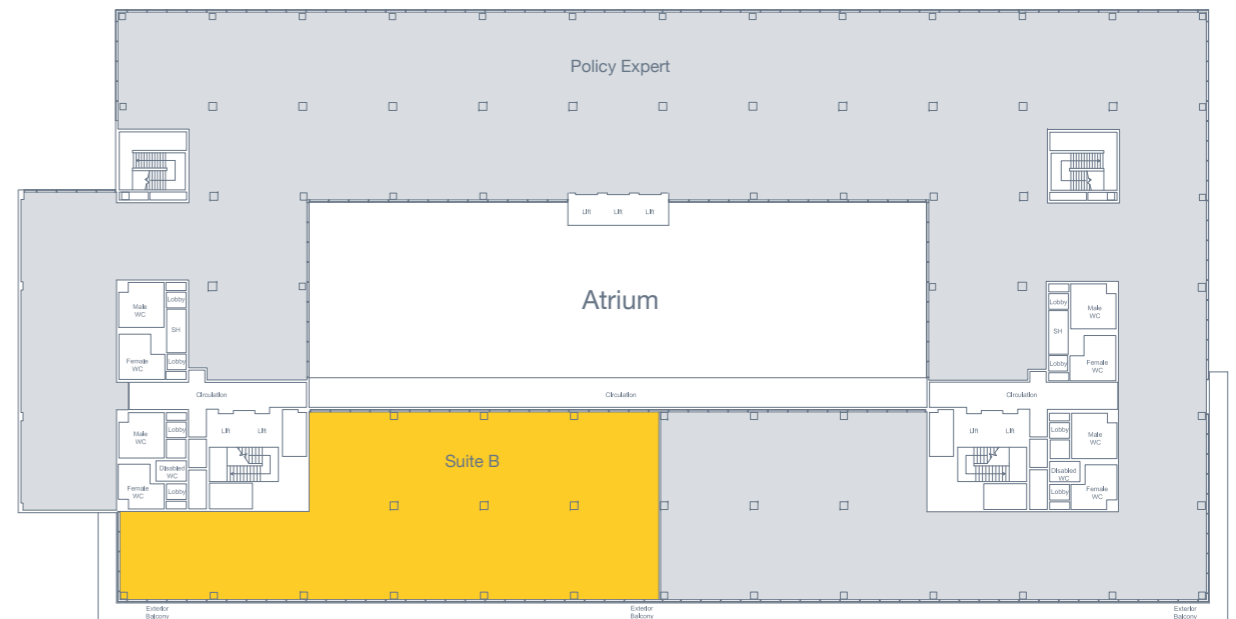 Policy Expert
Lift Lift Lift
Atrium
Male
WC
Lobby
SH
Female
WC
Lobby
Lobby
Male
WC
SH
Lobby
Female
WC
Circulation
Circulation
Circulation
Male
WC
Lobby
Lift Lift
Disabled
WC
Female
WC
Lobby
Suite B
Lift Lift
Lobby
Male
WC
Disabled
WC
Lobby
Female
WC
Exterior
Balcony
Exterior
Balcony
Exterior
Balcony